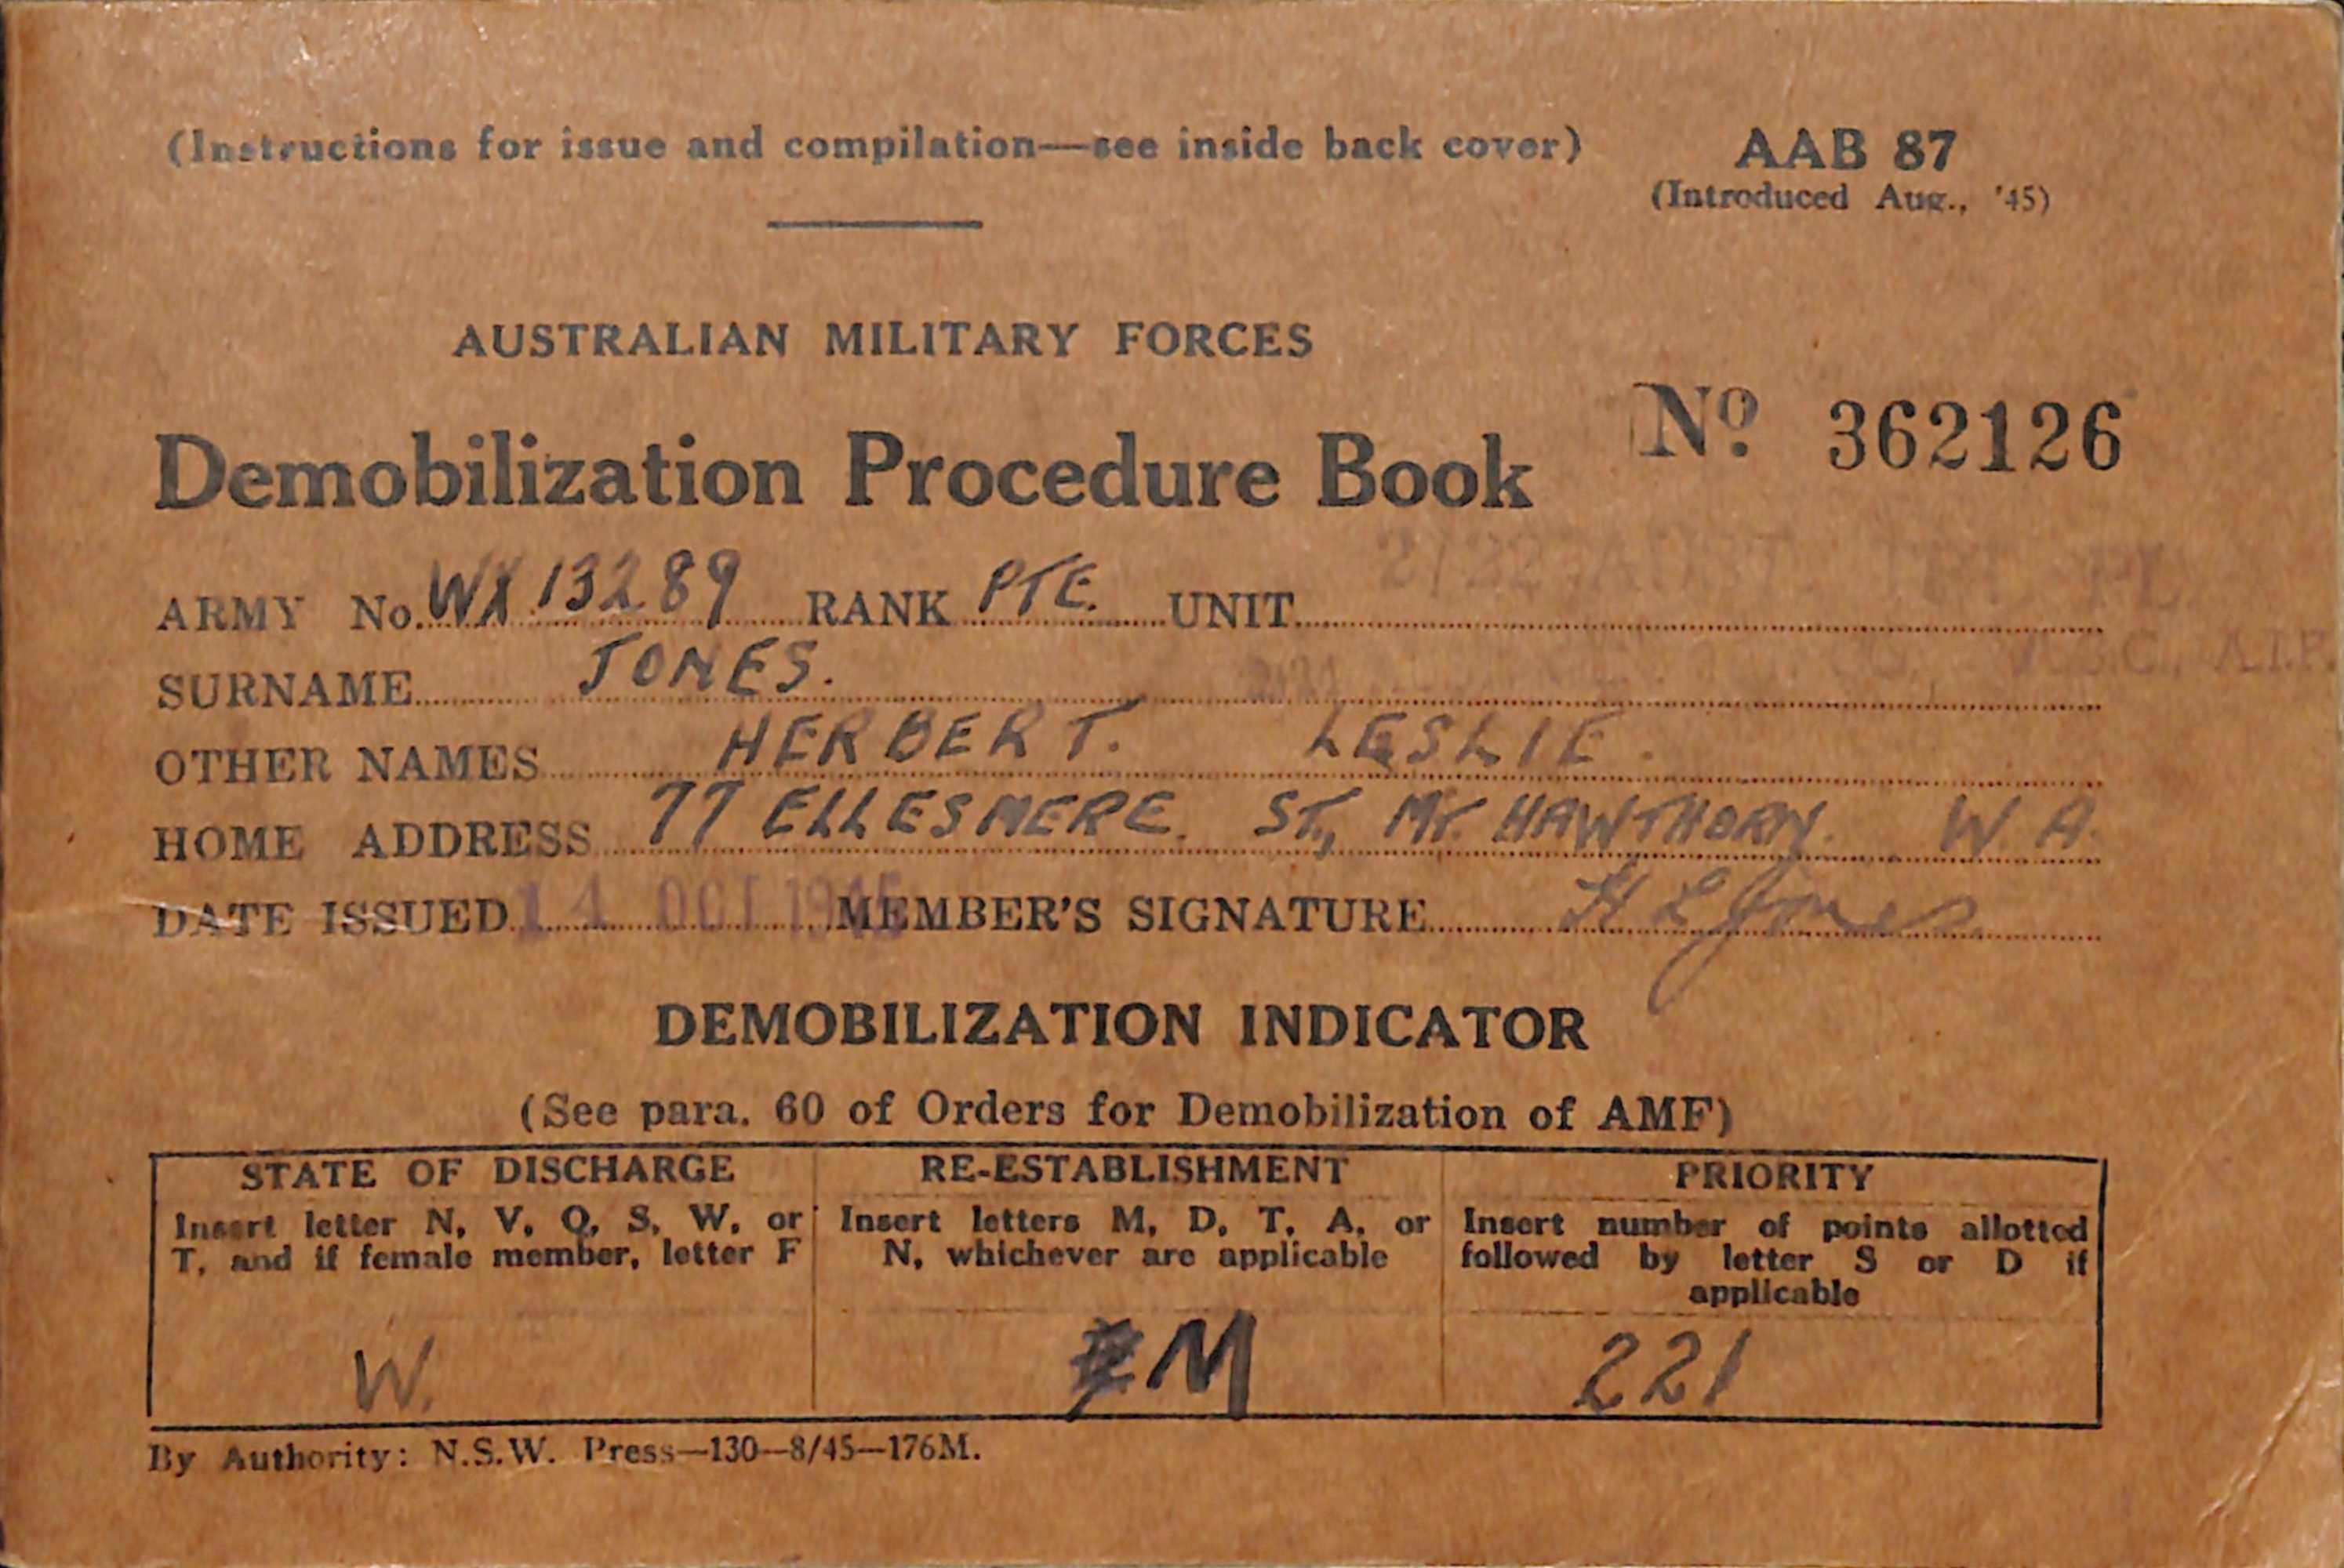 (Instructions for issue and compilation—see inside back cover)
AAB 87
(Introduced Aug., '45)
AUSTRALIAN MILITARY FORCES
Demobilization Procedure Book
No. 362126
ARMY No. WX 13289 RANK PTE. UNIT PL.
SURNAME JONES. A.I.F.
OTHER NAMES HERBERT. LESLIE.
HOME ADDRESS 77 ELLESMERE. ST, MT. HAWTHORN. W. A.
DATE ISSUED 14 OCT 1945 MEMBER'S SIGNATURE H L Jones
DEMOBILIZATION INDICATOR
(See para. 60 of Orders for Demobilization of AMF)
STATE OF DISCHARGE
Insert letter N, V, Q, S, W, or
T, and if female member, letter F
W.
RE-ESTABLISHMENT
Insert letters M, D, T, A, or
N, whichever are applicable
M
PRIORITY
Insert number of points allotted
followed by letter S or D if
applicable
221
By Authority: N.S.W. Press—130—8/45—176M.